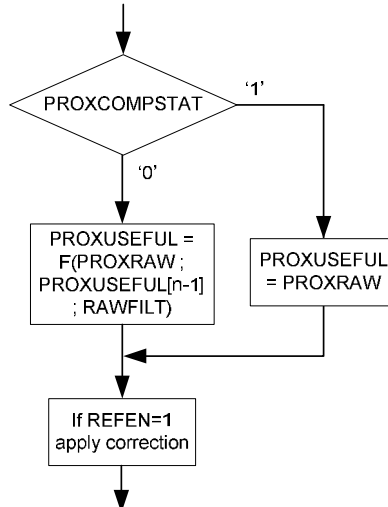 PROXCOMPSTAT
‘1’
‘0’
PROXUSEFUL =
F(PROXRAW ;
PROXUSEFUL[n-1]
; RAWFILT)
PROXUSEFUL
= PROXRAW
If REFEN=1
apply correction